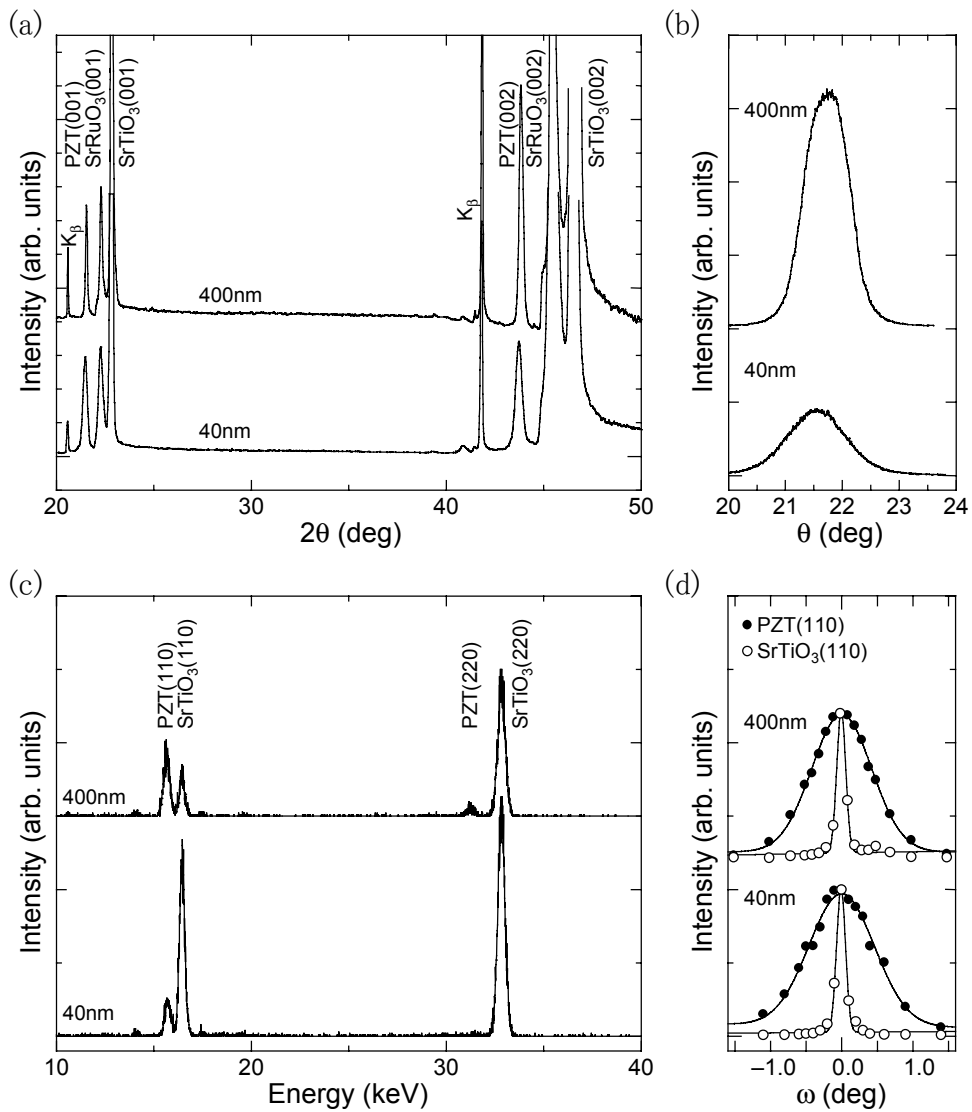 (a)
Intensity (arb. units)
Kβ
PZT(001)
SrRuO3(001)
SrTiO3(001)
Kβ
PZT(002)
SrRuO3(002)
SrTiO3(002)
400nm
40nm
20 30 40 50
2θ (deg)
(b)
Intensity (arb. units)
400nm
40nm
20 21 22 23 24
θ (deg)
(c)
Intensity (arb. units)
PZT(110)
SrTiO3(110)
PZT(220)
SrTiO3(220)
400nm
40nm
10 20 30 40
Energy (keV)
(d)
Intensity (arb. units)
PZT(110)
SrTiO3(110)
400nm
40nm
−1.0 0.0 1.0
ω (deg)